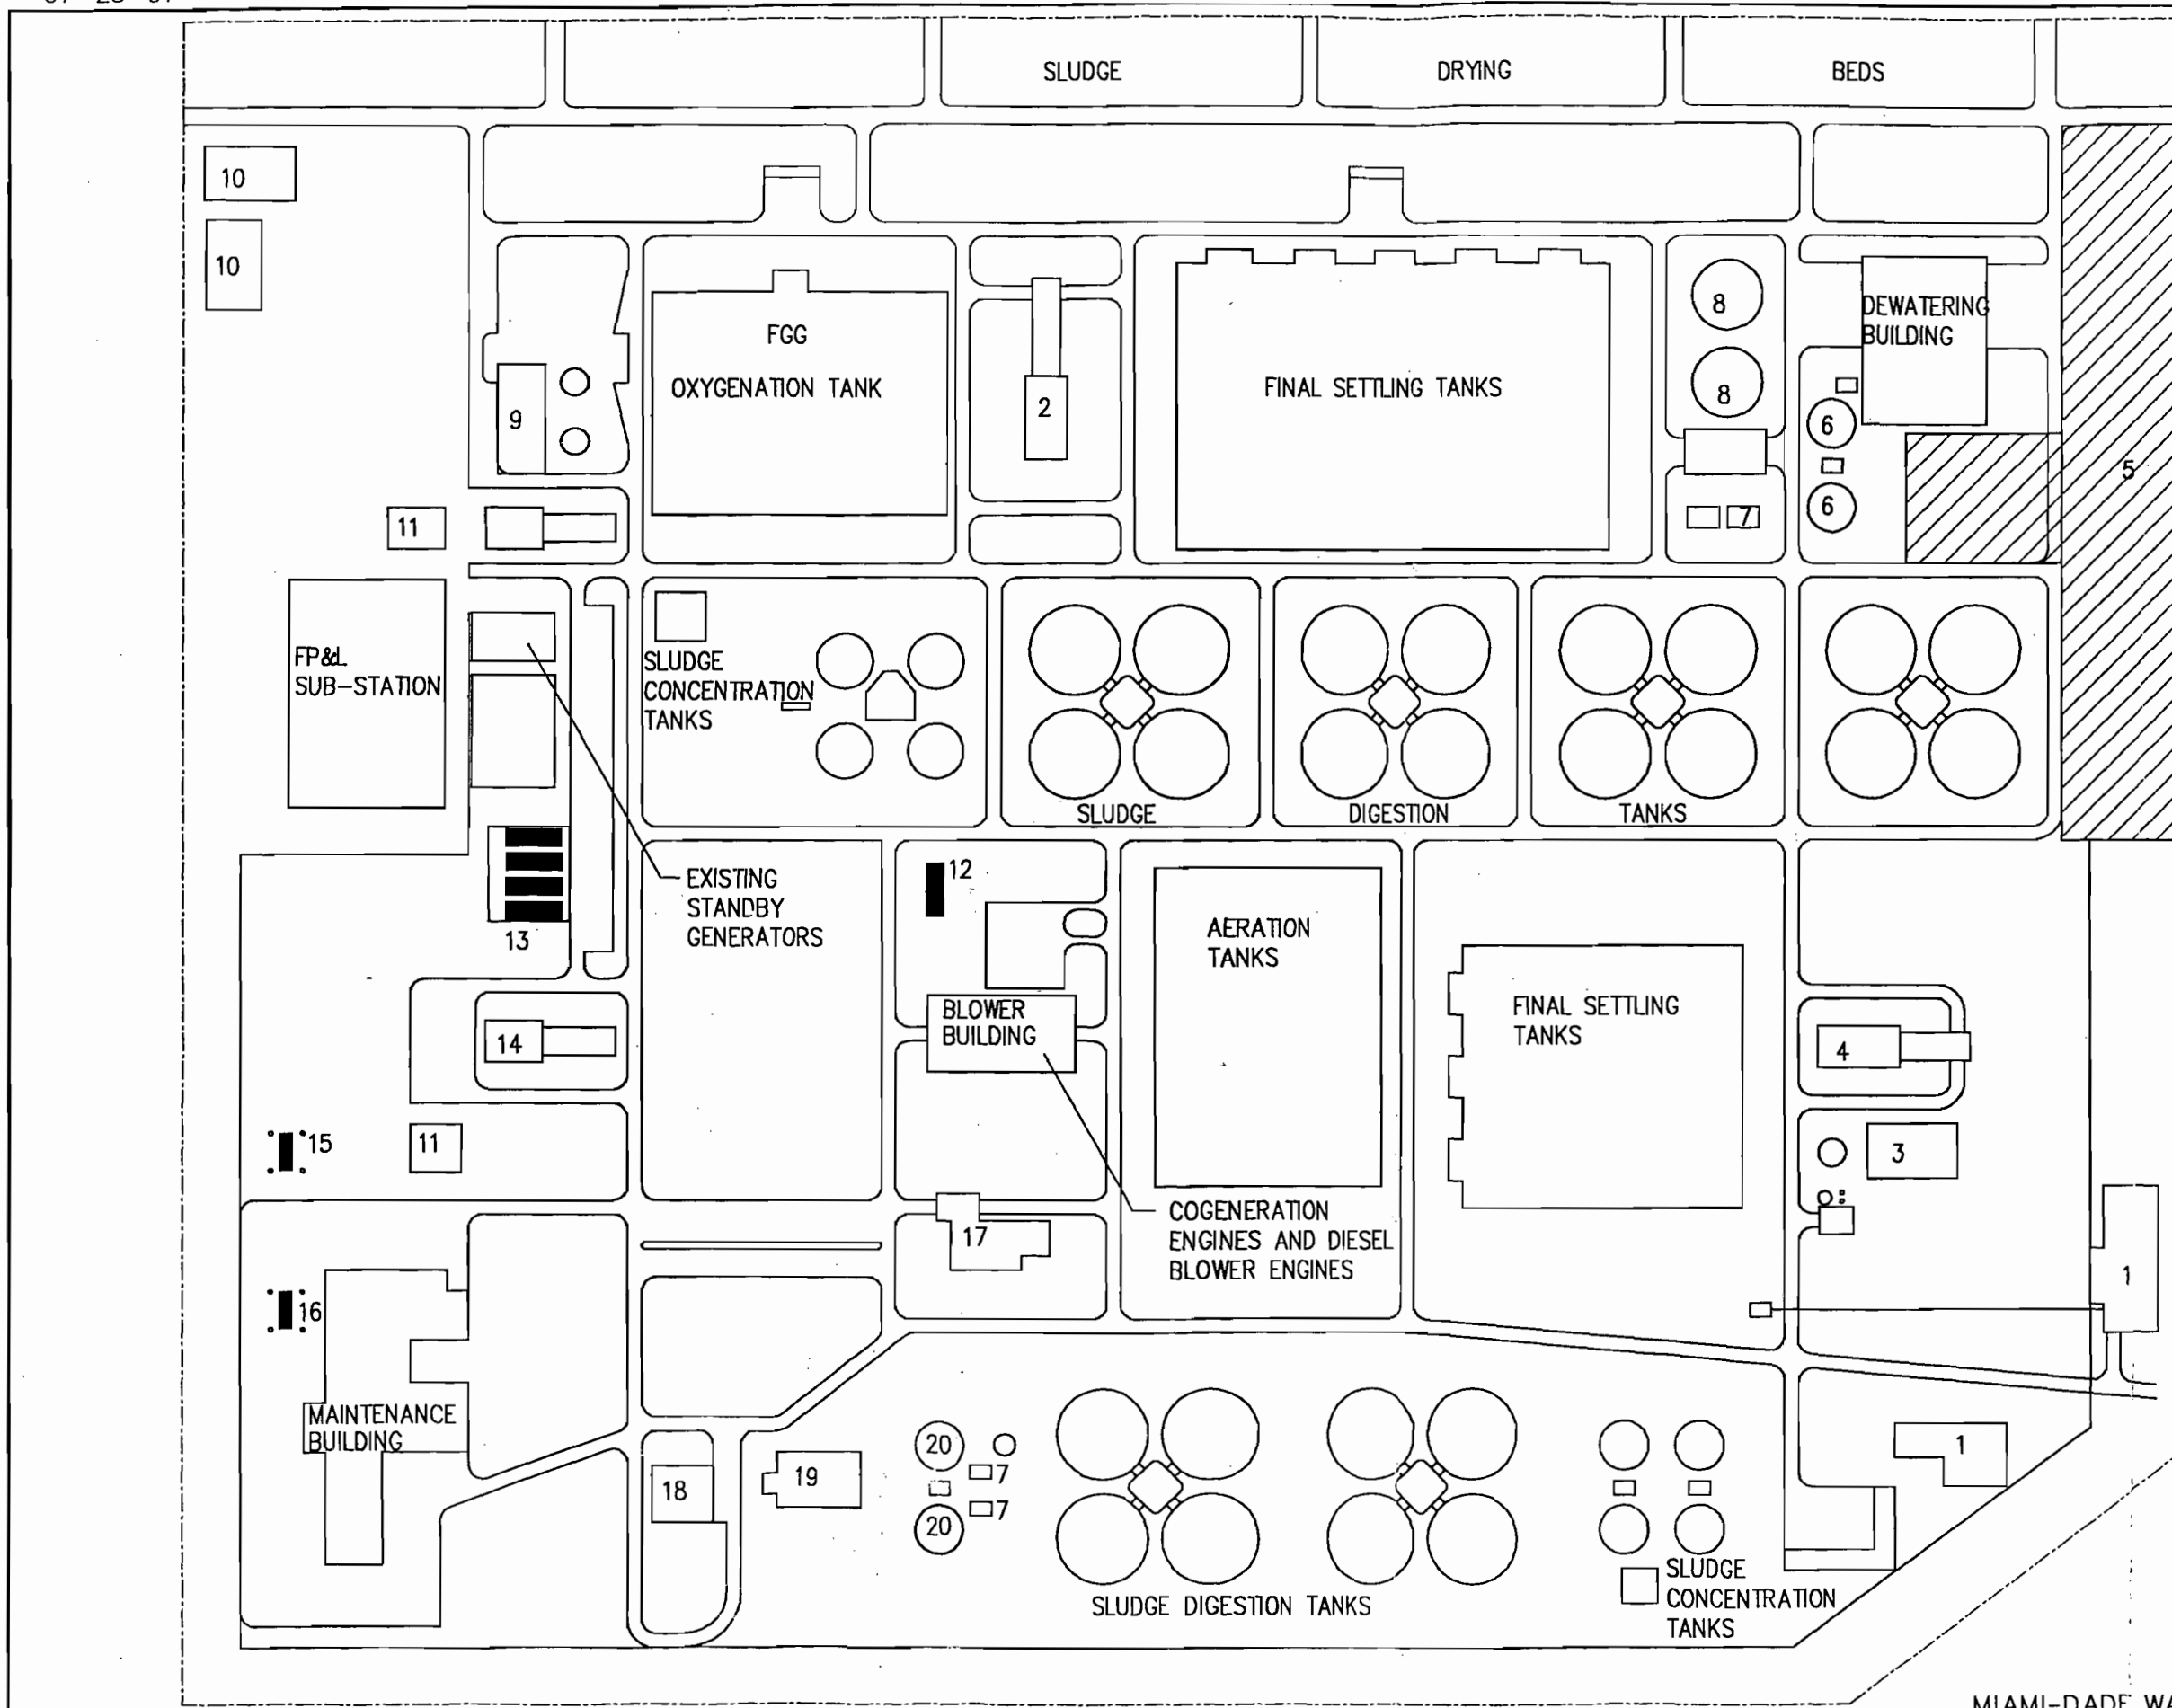 SLUDGE DRYING BEDS
10
10
FGG
OXYGENATION TANK
2
FINAL SETTLING TANKS
8
8
DEWATERING
BUILDING
9
6
6
5
7
11
FP&L
SUB-STATION
SLUDGE
CONCENTRATION
TANKS
SLUDGE DIGESTION TANKS
EXISTING
STANDBY
GENERATORS
12
13
AERATION
TANKS
BLOWER
BUILDING
FINAL SETTLING
TANKS
14
4
15
11
3
17
COGENERATION
ENGINES AND DIESEL
BLOWER ENGINES
16
1
MAINTENANCE
BUILDING
18
19
20
7
7
20
1
SLUDGE DIGESTION TANKS
SLUDGE
CONCENTRATION
TANKS